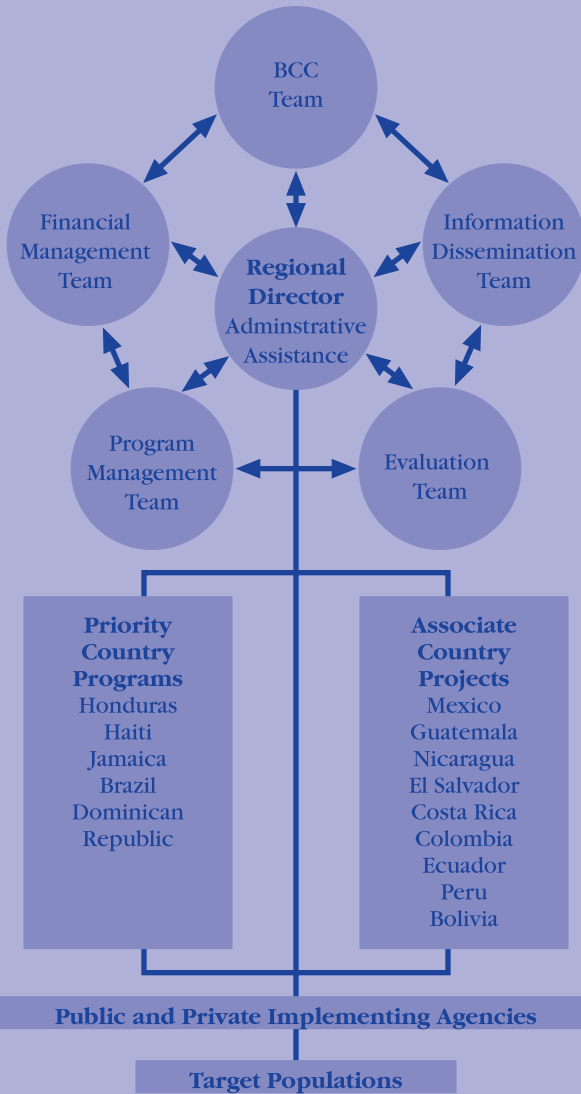 BCC
Team
Financial
Management
Team
Information
Dissemination
Team
Regional
Director
Adminstrative
Assistance
Program
Management
Team
Evaluation
Team
Priority
Country
Programs
Honduras
Haiti
Jamaica
Brazil
Dominican
Republic
Associate
Country
Projects
Mexico
Guatemala
Nicaragua
El Salvador
Costa Rica
Colombia
Ecuador
Peru
Bolivia
Public and Private Implementing Agencies
Target Populations